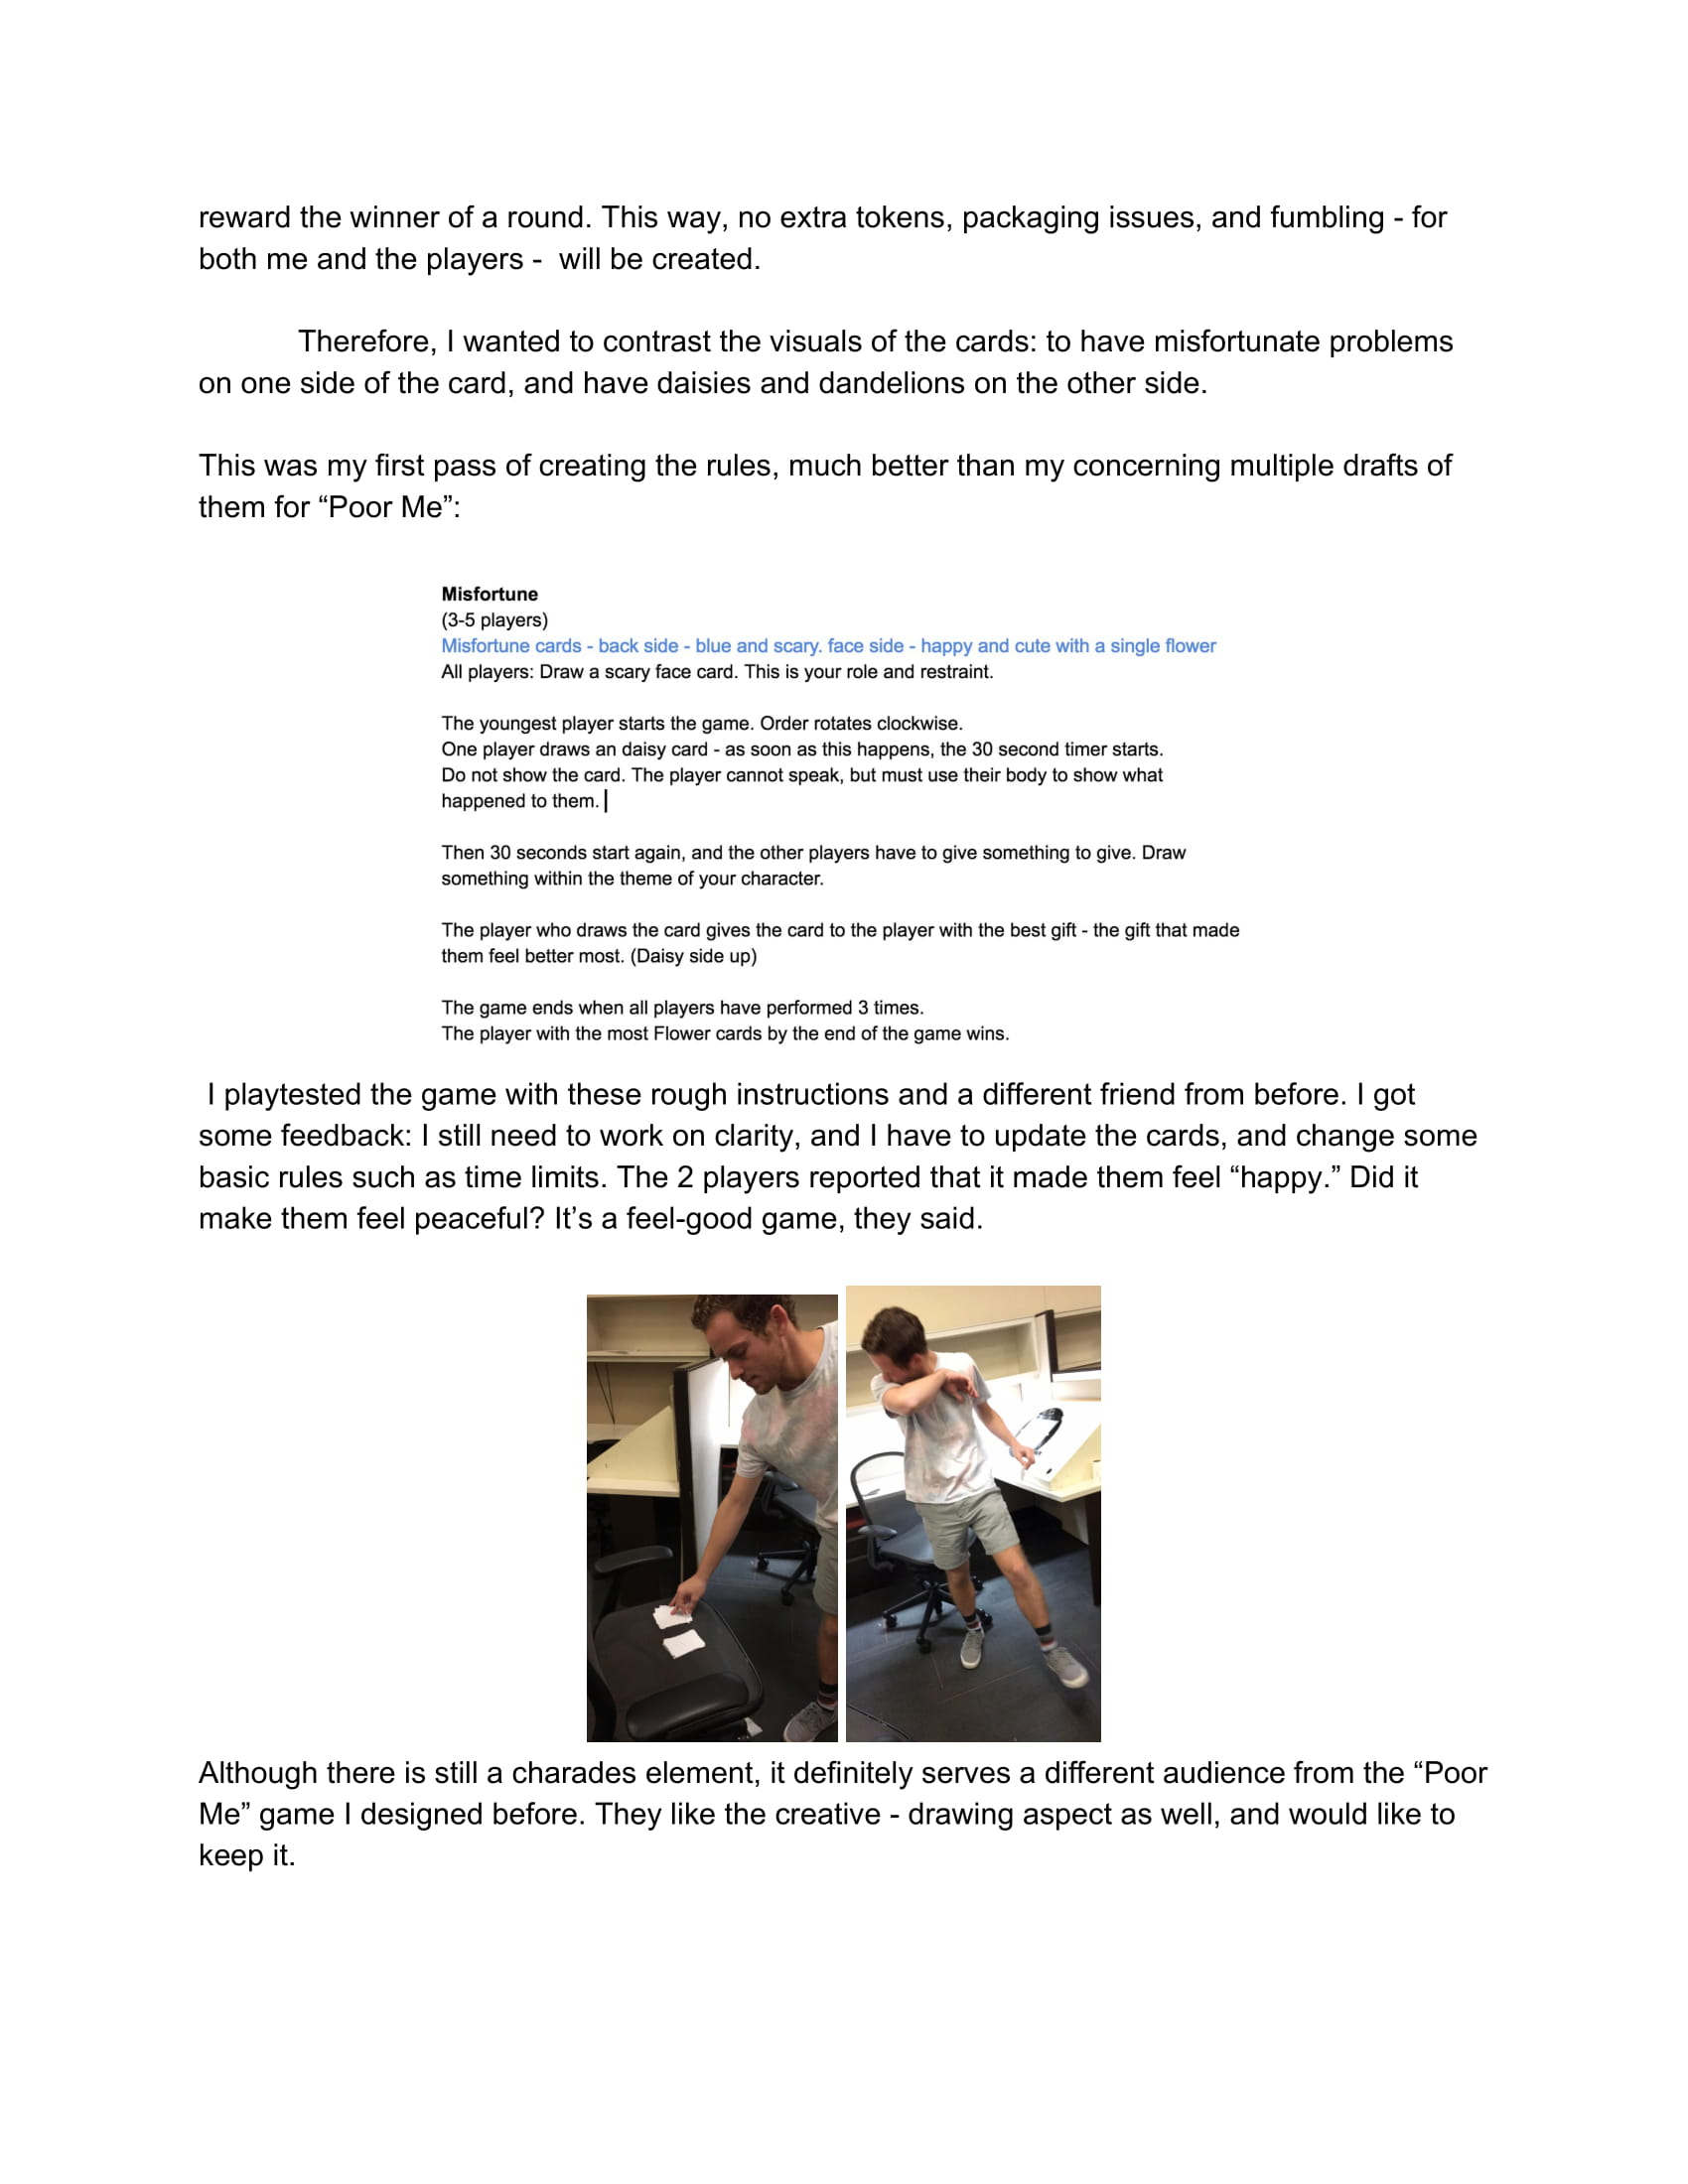 reward the winner of a round. This way, no extra tokens, packaging issues, and fumbling - for
both me and the players -  will be created.
Therefore, I wanted to contrast the visuals of the cards: to have misfortunate problems
on one side of the card, and have daisies and dandelions on the other side.
This was my first pass of creating the rules, much better than my concerning multiple drafts of
them for “Poor Me”:
Misfortune
(3-5 players)
Misfortune cards - back side - blue and scary. face side - happy and cute with a single flower
All players: Draw a scary face card. This is your role and restraint.
The youngest player starts the game. Order rotates clockwise.
One player draws an daisy card - as soon as this happens, the 30 second timer starts.
Do not show the card. The player cannot speak, but must use their body to show what
happened to them.
Then 30 seconds start again, and the other players have to give something to give. Draw
something within the theme of your character.
The player who draws the card gives the card to the player with the best gift - the gift that made
them feel better most. (Daisy side up)
The game ends when all players have performed 3 times.
The player with the most Flower cards by the end of the game wins.
I playtested the game with these rough instructions and a different friend from before. I got
some feedback: I still need to work on clarity, and I have to update the cards, and change some
basic rules such as time limits. The 2 players reported that it made them feel “happy.” Did it
make them feel peaceful? It’s a feel-good game, they said.
Although there is still a charades element, it definitely serves a different audience from the “Poor
Me” game I designed before. They like the creative - drawing aspect as well, and would like to
keep it.